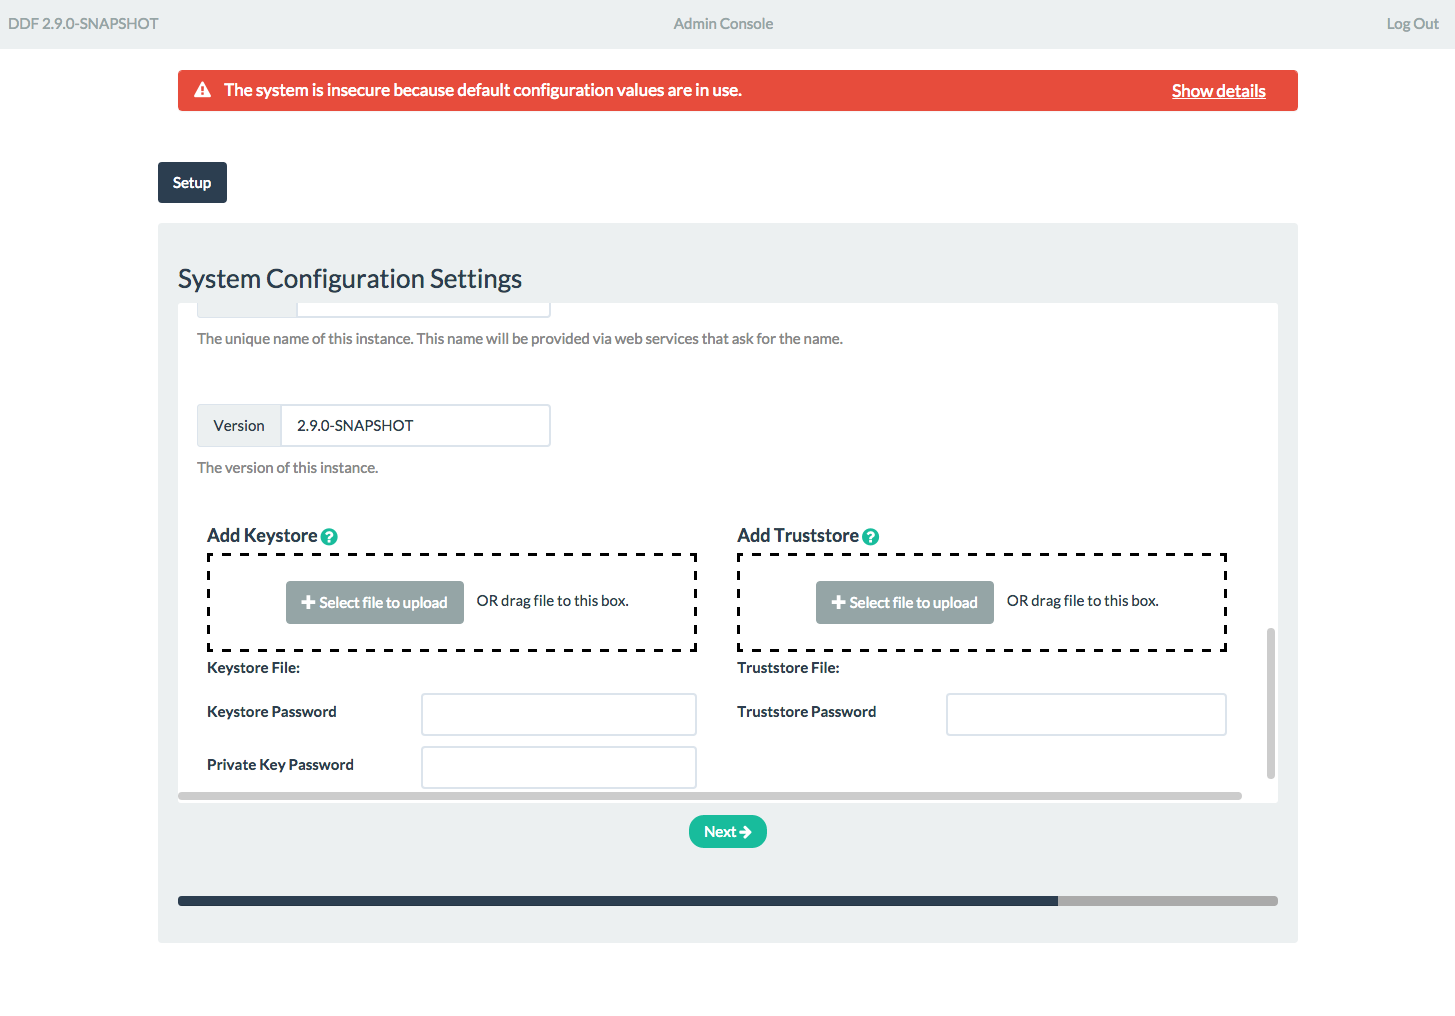 DDF 2.9.0-SNAPSHOT Admin Console Log Out
The system is insecure because default configuration values are in use. Show details
Setup
System Configuration Settings
The unique name of this instance. This name will be provided via web services that ask for the name.
Version 2.9.0-SNAPSHOT
The version of this instance.
Add Keystore ? Add Truststore ?
Select file to upload OR drag file to this box. Select file to upload OR drag file to this box.
Keystore File: Truststore File:
Keystore Password Truststore Password
Private Key Password
Next